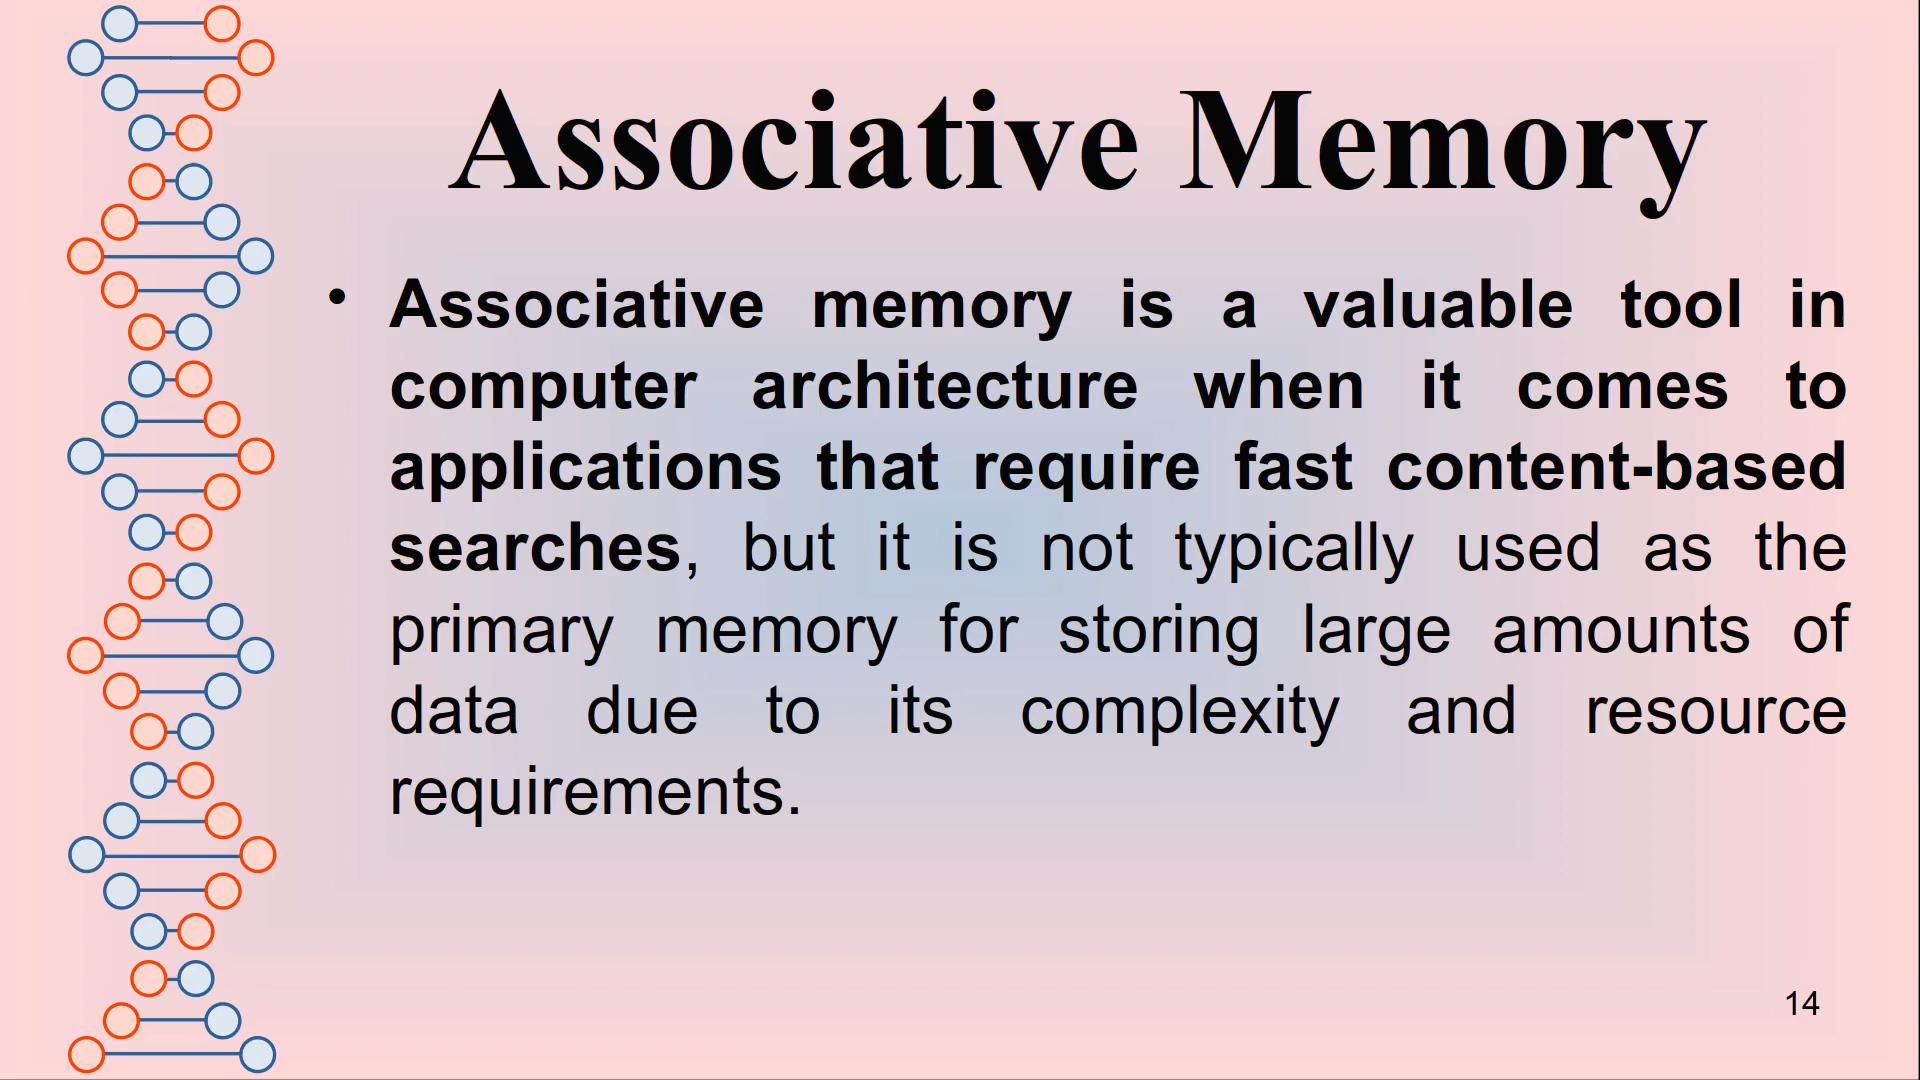 Associative Memory
• Associative memory is a valuable tool in
computer architecture when it comes to
applications that require fast content-based
searches, but it is not typically used as the
primary memory for storing large amounts of
data due to its complexity and resource
requirements.
14